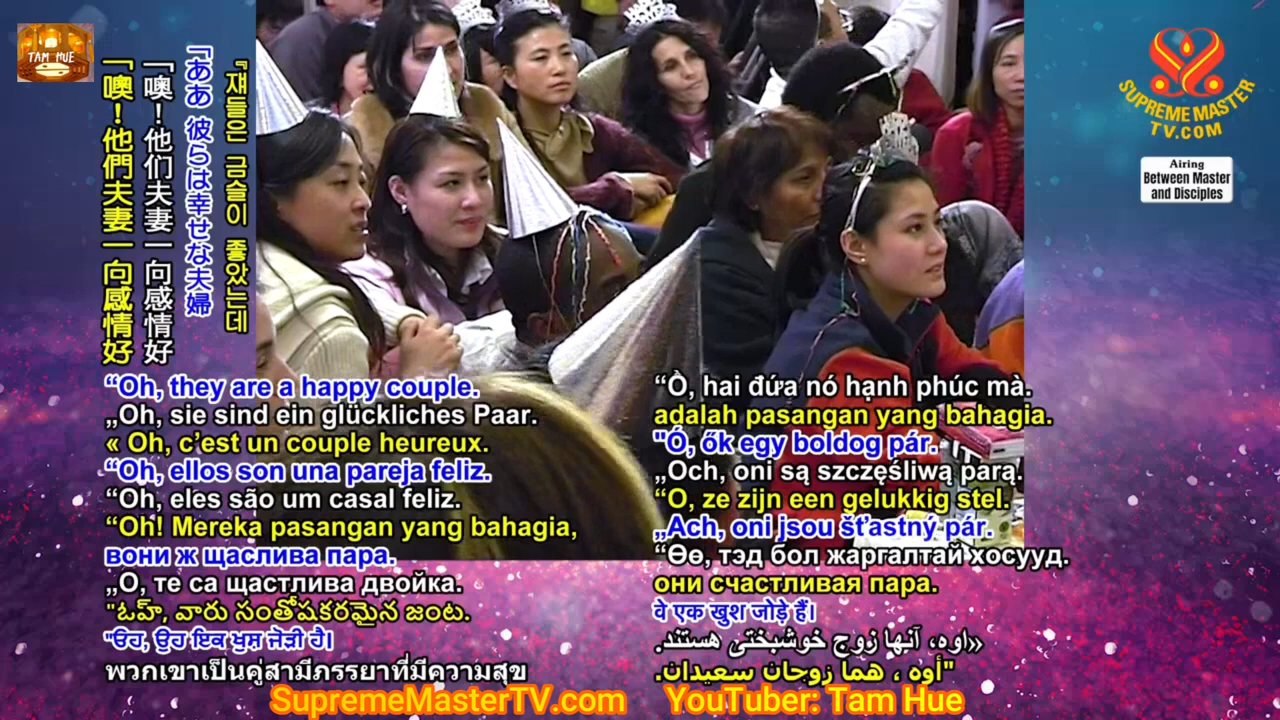 TAM HUE
SUPREME MASTER
TV.COM
Airing
Between Master
and Disciples
『쟤들은 금슬이 좋았는데
「ああ 彼らは幸せな夫婦
「噢！他们夫妻一向感情好
「噢！他們夫妻一向感情好
“Oh, they are a happy couple.
„Oh, sie sind ein glückliches Paar.
« Oh, c’est un couple heureux.
“Oh, ellos son una pareja feliz.
“Oh, eles são um casal feliz.
“Oh! Mereka pasangan yang bahagia,
вони ж щаслива пара.
„О, те са щастлива двойка.
"ఓహ్, వారు సంతోషకరమైన జంట.
"ਓਹ, ਉਹ ਇਕ ਖੁਸ਼ ਜੋੜੀ ਹੈ।
พวกเขาเป็นคู่สามีภรรยาที่มีความสุข
“Ồ, hai đứa nó hạnh phúc mà.
adalah pasangan yang bahagia.
"Ó, ők egy boldog pár.
„Och, oni są szczęśliwą parą.
“O, ze zijn een gelukkig stel.
„Ach, oni jsou šťastný pár.
“Өө, тэд бол жаргалтай хосууд.
они счастливая пара.
वे एक खुश जोड़े हैं।
«اوه، آنها زوج خوشبختی هستند.
"أوه ، هما زوجان سعيدان.
SupremeMasterTV.com YouTuber: Tam Hue